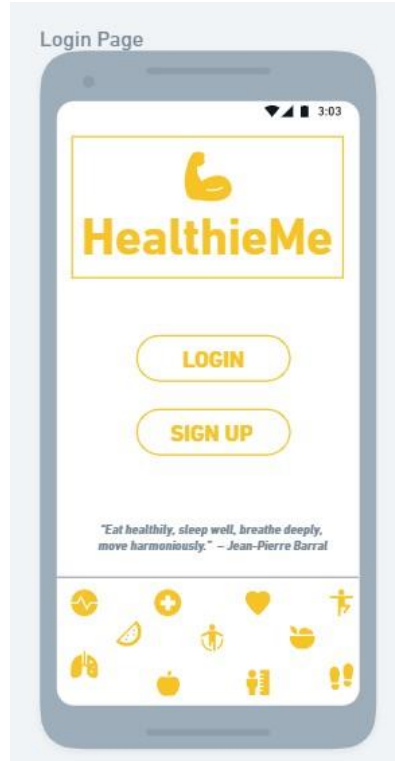 Login Page
3:03
HealthieMe
LOGIN
SIGN UP
"Eat healthily, sleep well, breathe deeply,
move harmoniously." – Jean-Pierre Barral